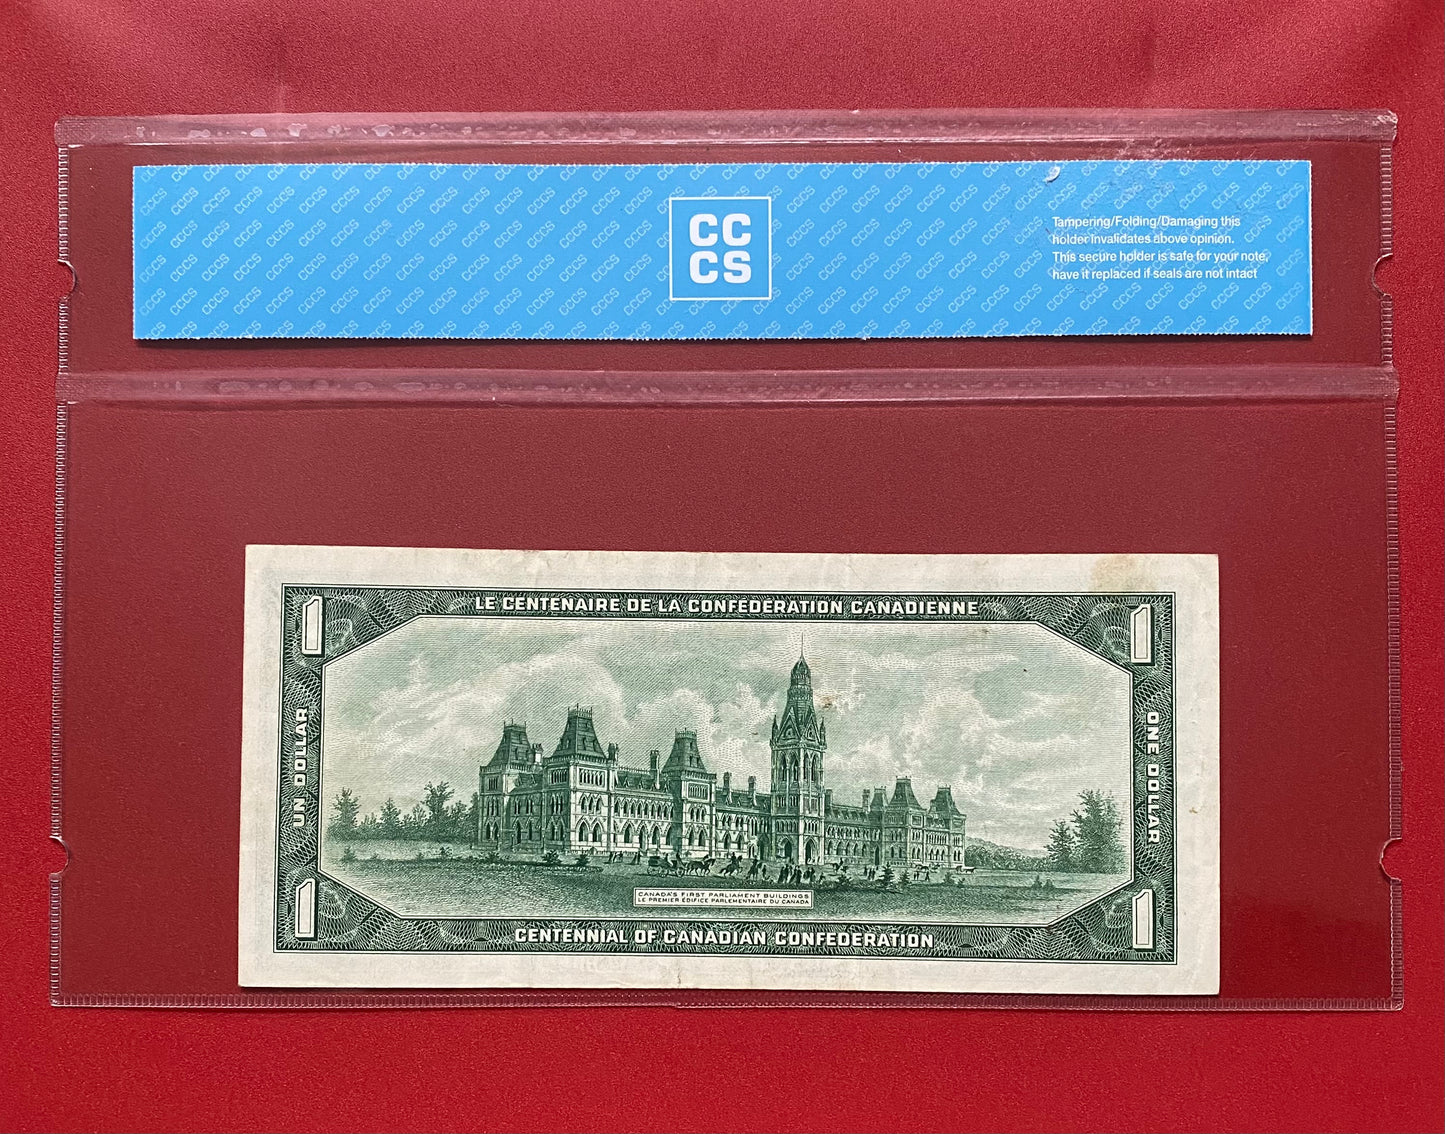 CC
CS
Tampering/Folding/Damaging this
holder invalidates above opinion.
This secure holder is safe for your note,
have it replaced if seals are not intact
1
LE CENTENAIRE DE LA CONFEDERATION CANADIENNE
1
UN DOLLAR
ONE DOLLAR
CANADA'S FIRST PARLIAMENT BUILDINGS
LE PREMIER ÉDIFICE PARLEMENTAIRE DU CANADA
1
CENTENNIAL OF CANADIAN CONFEDERATION
1